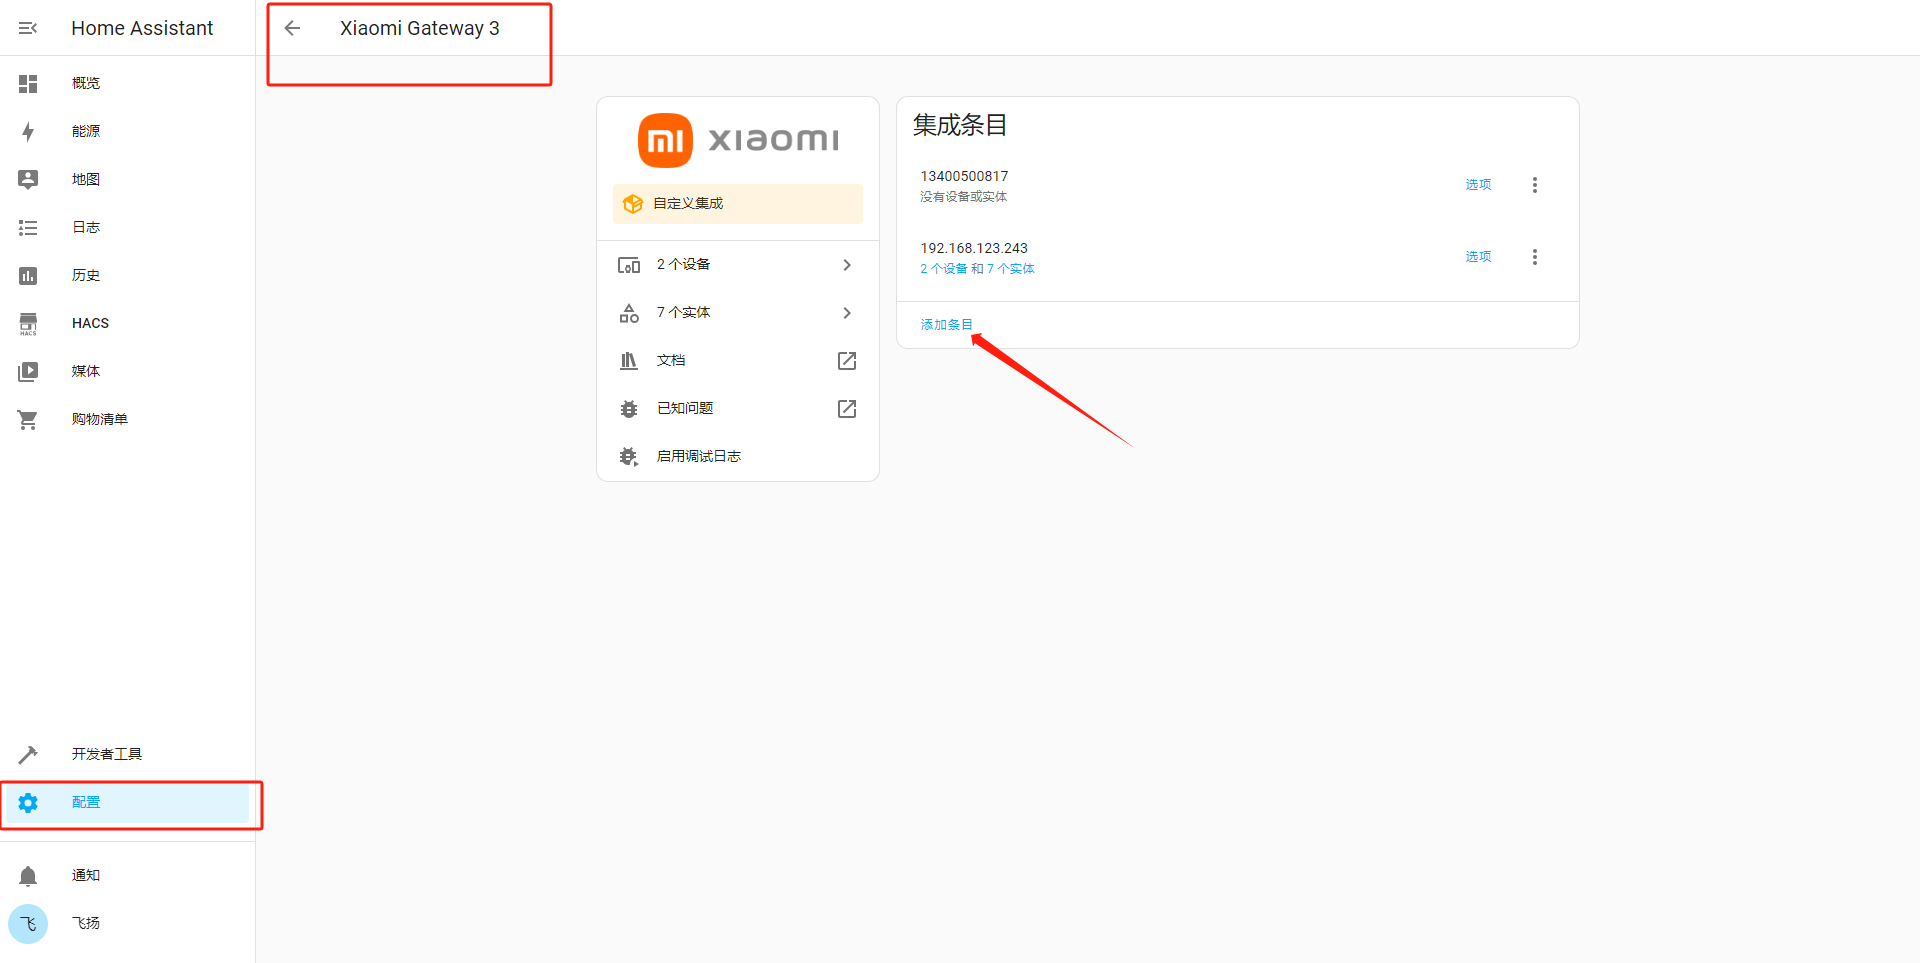 Home Assistant
概览
能源
地图
日志
历史
HACS
HACS
媒体
购物清单
开发者工具
配置
通知
飞
飞扬
Xiaomi Gateway 3
mi xiaomi
自定义集成
2 个设备
7 个实体
文档
已知问题
启用调试日志
集成条目
13400500817
没有设备或实体
选项
192.168.123.243
2 个设备 和 7 个实体
选项
添加条目